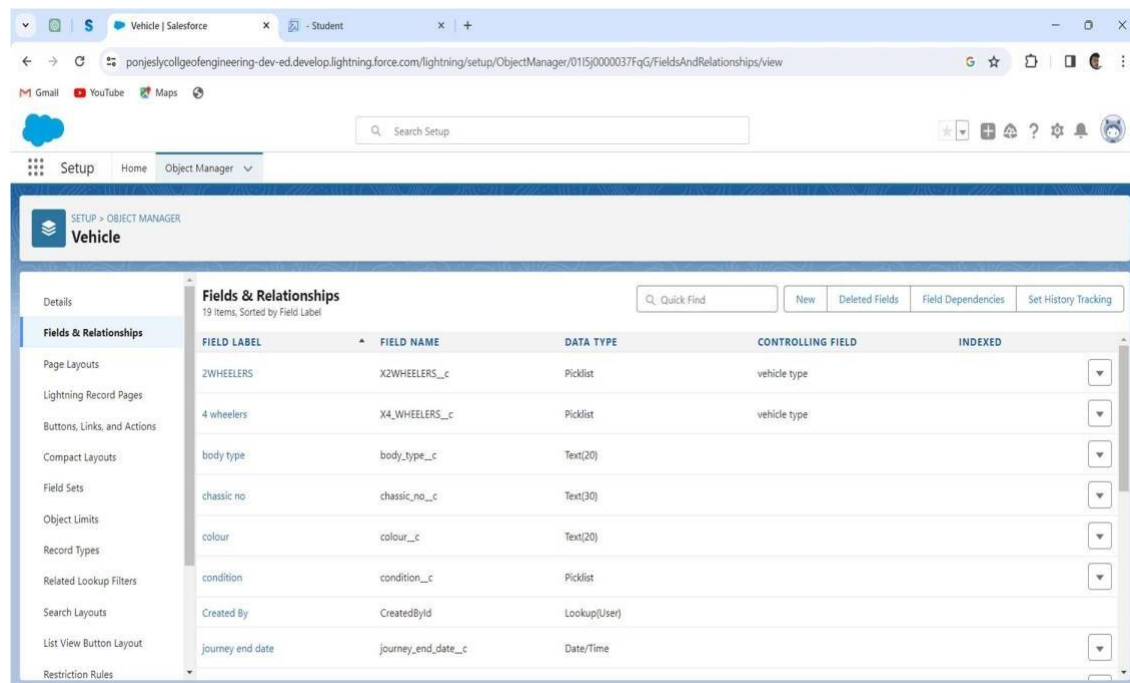 S Vehicle | Salesforce - Student
ponjeslycollgeofengineering-dev-ed.develop.lightning.force.com/lightning/setup/ObjectManager/01I5j0000037FqG/FieldsAndRelationships/view
Gmail YouTube Maps
Search Setup
Setup Home Object Manager
SETUP > OBJECT MANAGER
Vehicle
Details
Fields & Relationships
Page Layouts
Lightning Record Pages
Buttons, Links, and Actions
Compact Layouts
Field Sets
Object Limits
Record Types
Related Lookup Filters
Search Layouts
List View Button Layout
Restriction Rules
Fields & Relationships
19 Items, Sorted by Field Label
Quick Find New Deleted Fields Field Dependencies Set History Tracking
FIELD LABEL FIELD NAME DATA TYPE CONTROLLING FIELD INDEXED
2WHEELERS X2WHEELERS__c Picklist vehicle type
4 wheelers X4_WHEELERS__c Picklist vehicle type
body type body_type__c Text(20)
chassic no chassic_no__c Text(30)
colour colour__c Text(20)
condition condition__c Picklist
Created By CreatedById Lookup(User)
journey end date journey_end_date__c Date/Time